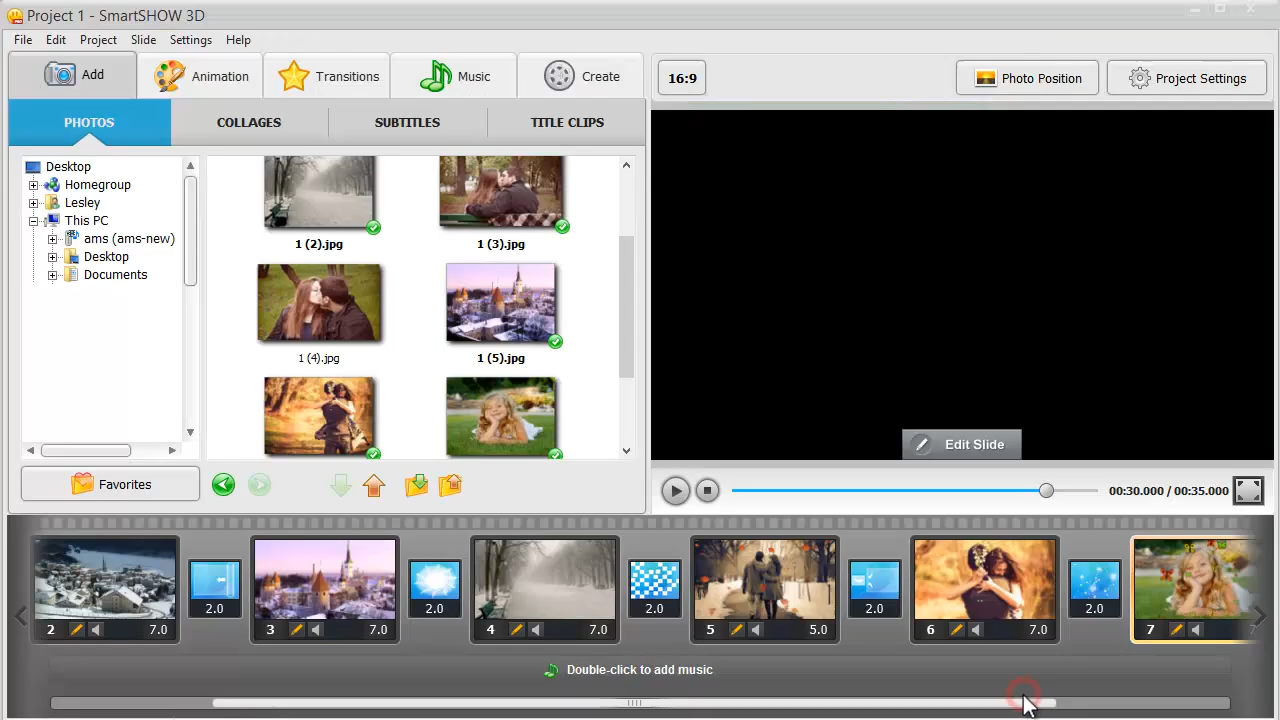 Project 1 - SmartSHOW 3D
File Edit Project Slide Settings Help
Add Animation Transitions Music Create
16:9 Photo Position Project Settings
PHOTOS COLLAGES SUBTITLES TITLE CLIPS
Desktop
Homegroup
Lesley
This PC
ams (ams-new)
Desktop
Documents
1 (2).jpg 1 (3).jpg
1 (4).jpg 1 (5).jpg
Edit Slide
Favorites
00:30.000 / 00:35.000
2.0 2.0 2.0 2.0 2.0
2 7.0 3 7.0 4 7.0 5 5.0 6 7.0 7
Double-click to add music